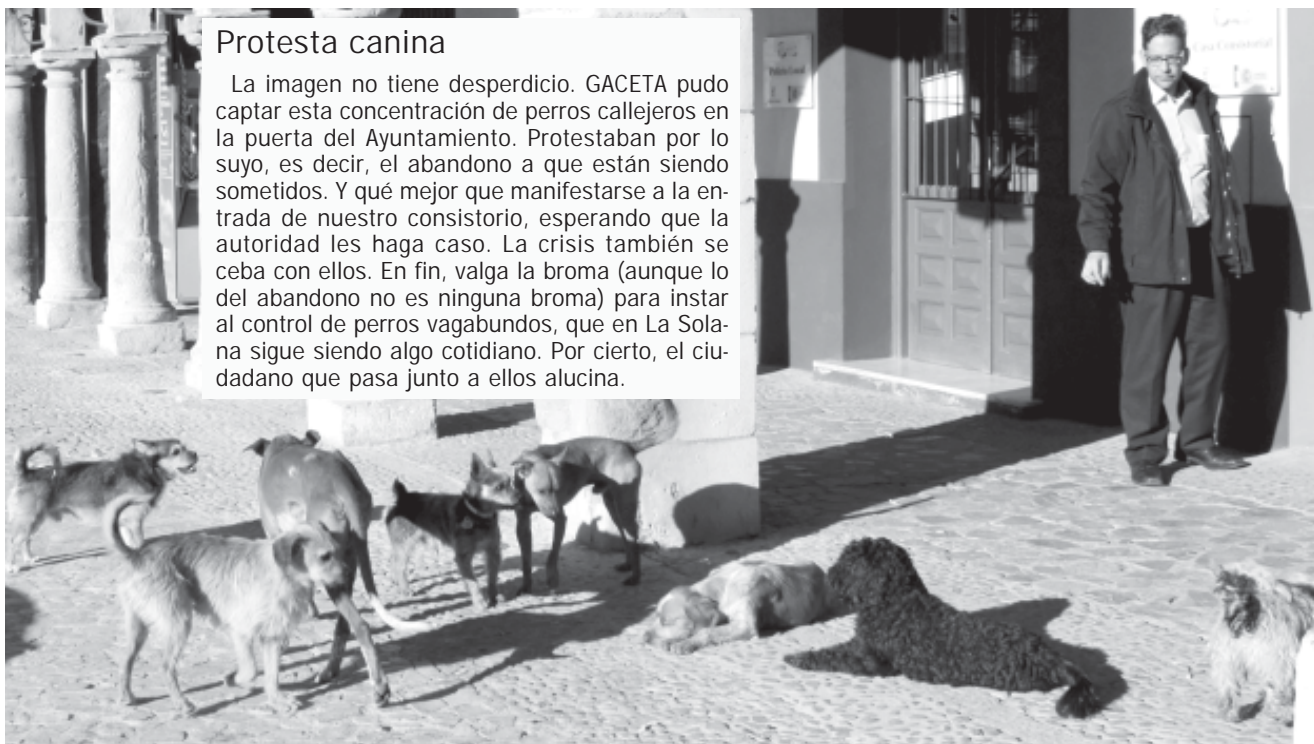 Protesta canina
La imagen no tiene desperdicio. GACETA pudo
captar esta concentración de perros callejeros en
la puerta del Ayuntamiento. Protestaban por lo
suyo, es decir, el abandono a que están siendo
sometidos. Y qué mejor que manifestarse a la en-
trada de nuestro consistorio, esperando que la
autoridad les haga caso. La crisis también se
ceba con ellos. En fin, valga la broma (aunque lo
del abandono no es ninguna broma) para instar
al control de perros vagabundos, que en La Sola-
na sigue siendo algo cotidiano. Por cierto, el ciu-
dadano que pasa junto a ellos alucina.
Policía Local
Casa Consistorial